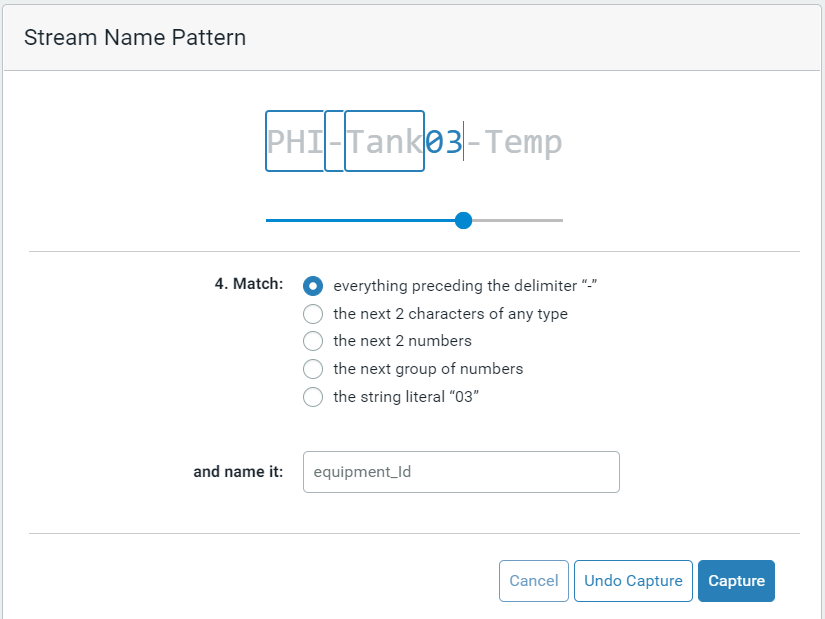 Stream Name Pattern
PHI-Tank03-Temp
4. Match:
everything preceding the delimiter “-”
the next 2 characters of any type
the next 2 numbers
the next group of numbers
the string literal “03”
and name it:
equipment_Id
Cancel
Undo Capture
Capture